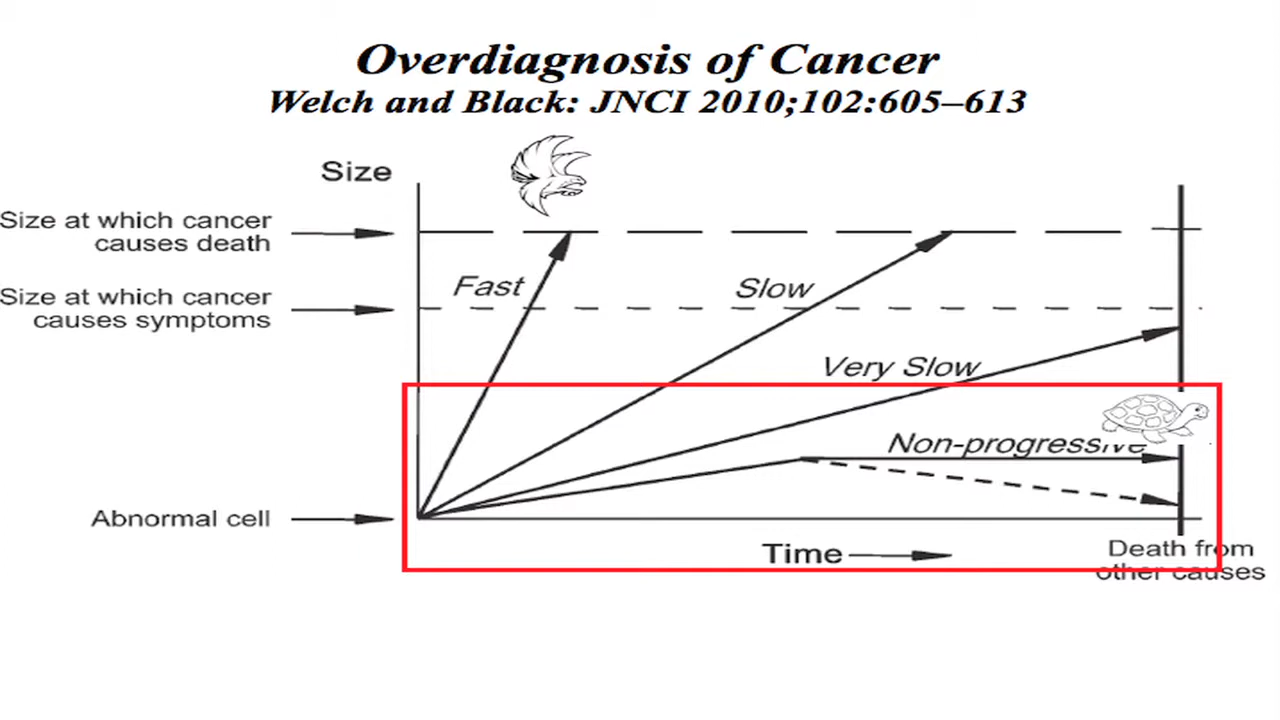 Overdiagnosis of Cancer
Welch and Black: JNCI 2010;102:605–613
Size
Size at which cancer
causes death
Fast
Slow
Size at which cancer
causes symptoms
Very Slow
Non-progressive
Abnormal cell
Time
Death from
other causes